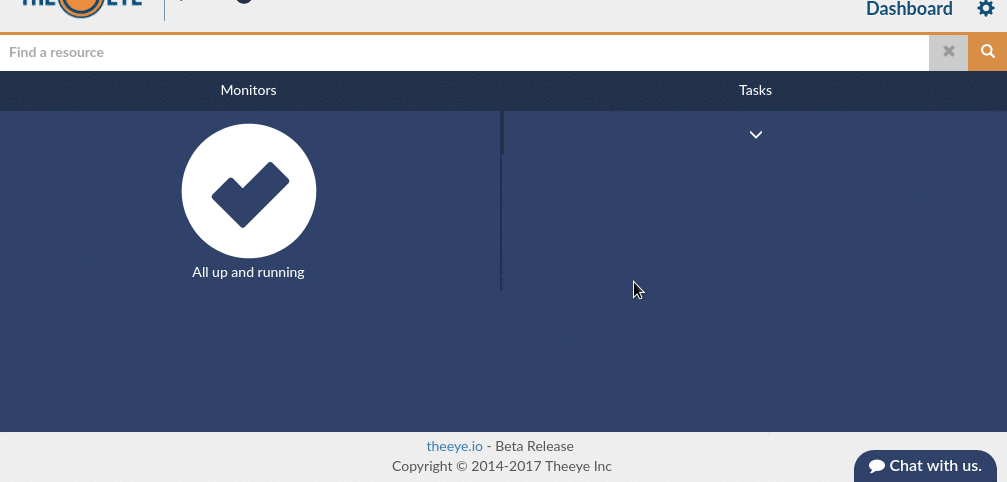 THE EYE
Dashboard
Find a resource
Monitors
Tasks
All up and running
theeye.io - Beta Release
Copyright © 2014-2017 Theeye Inc
Chat with us.